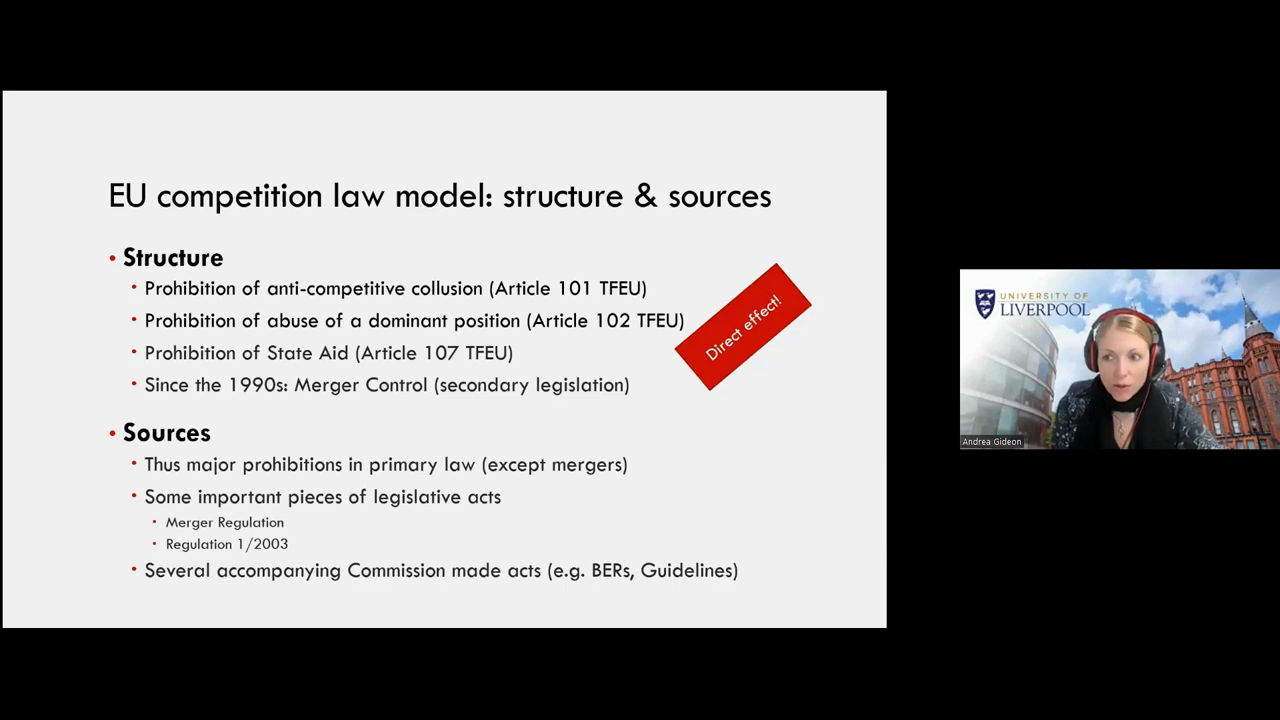 EU competition law model: structure & sources
• Structure
• Prohibition of anti-competitive collusion (Article 101 TFEU)
• Prohibition of abuse of a dominant position (Article 102 TFEU)
• Prohibition of State Aid (Article 107 TFEU)
• Since the 1990s: Merger Control (secondary legislation)
Direct effect!
• Sources
• Thus major prohibitions in primary law (except mergers)
• Some important pieces of legislative acts
• Merger Regulation
• Regulation 1/2003
• Several accompanying Commission made acts (e.g. BERs, Guidelines)
UNIVERSITY OF
LIVERPOOL
Andrea Gideon